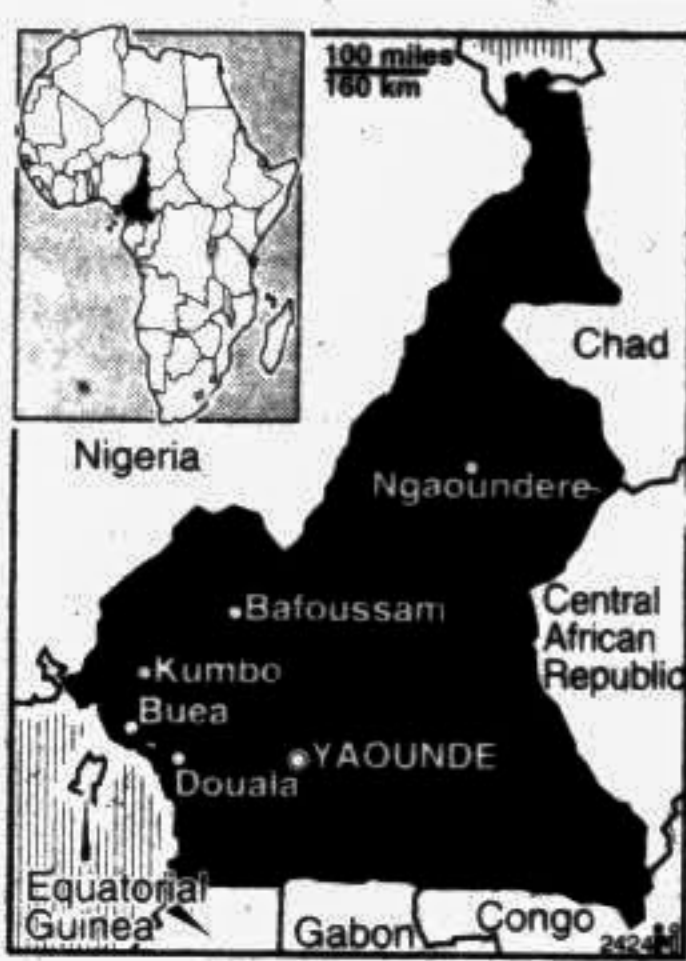 100 miles
160 km
Chad
Nigeria
Ngaoundere
Bafoussam
Central
African
Republic
Kumbo
Buea
YAOUNDE
Douala
Equatorial
Guinea
Gabon
Congo